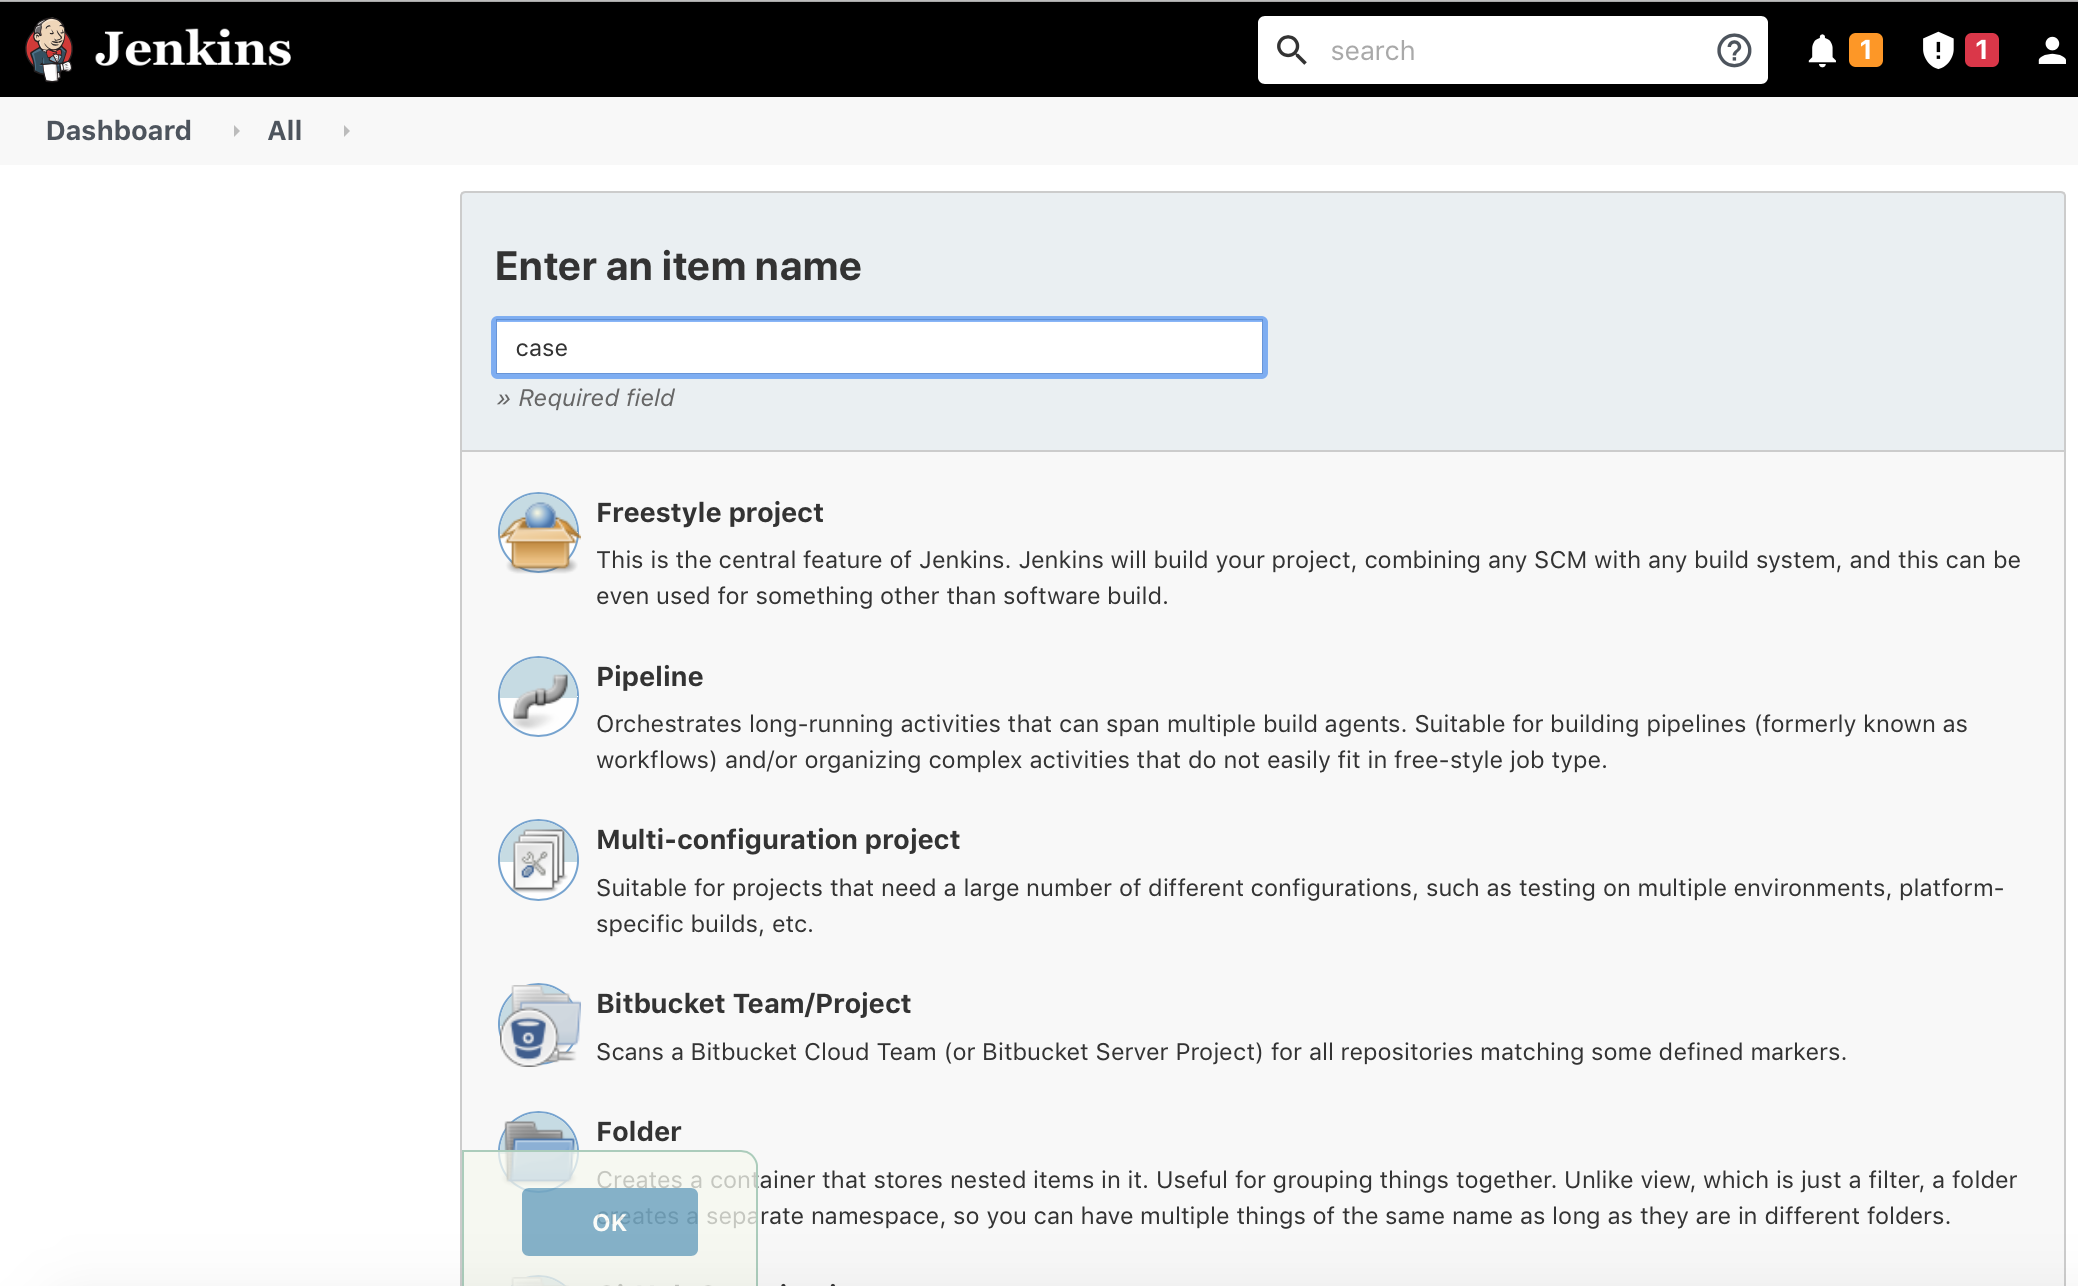 Jenkins
search
1
1
Dashboard
All
Enter an item name
case
» Required field
Freestyle project
This is the central feature of Jenkins. Jenkins will build your project, combining any SCM with any build system, and this can be
even used for something other than software build.
Pipeline
Orchestrates long-running activities that can span multiple build agents. Suitable for building pipelines (formerly known as
workflows) and/or organizing complex activities that do not easily fit in free-style job type.
Multi-configuration project
Suitable for projects that need a large number of different configurations, such as testing on multiple environments, platform-
specific builds, etc.
Bitbucket Team/Project
Scans a Bitbucket Cloud Team (or Bitbucket Server Project) for all repositories matching some defined markers.
Folder
Creates a container that stores nested items in it. Useful for grouping things together. Unlike view, which is just a filter, a folder
creates a separate namespace, so you can have multiple things of the same name as long as they are in different folders.
OK